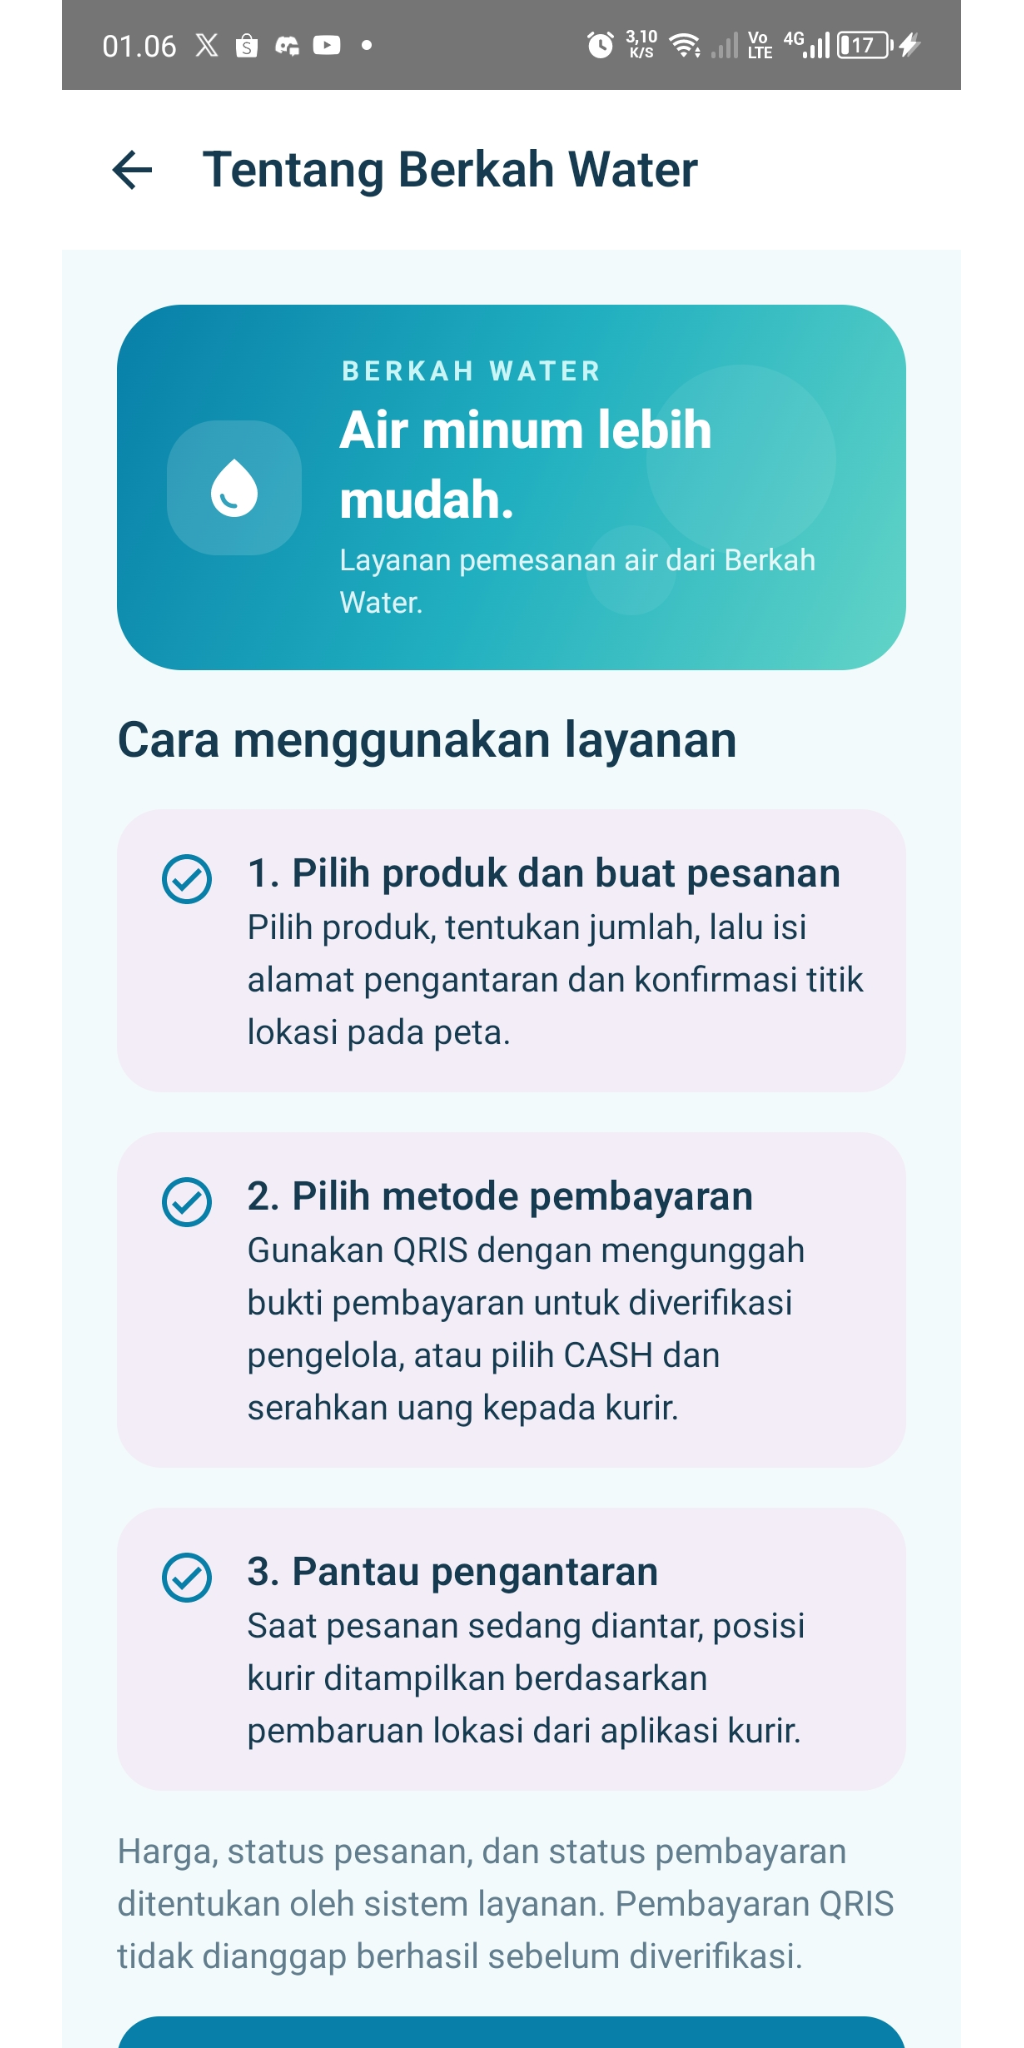 01.06
3,10
K/S
Vo
LTE
4G
17
Tentang Berkah Water
BERKAH WATER
Air minum lebih
mudah.
Layanan pemesanan air dari Berkah
Water.
Cara menggunakan layanan
1. Pilih produk dan buat pesanan
Pilih produk, tentukan jumlah, lalu isi
alamat pengantaran dan konfirmasi titik
lokasi pada peta.
2. Pilih metode pembayaran
Gunakan QRIS dengan mengunggah
bukti pembayaran untuk diverifikasi
pengelola, atau pilih CASH dan
serahkan uang kepada kurir.
3. Pantau pengantaran
Saat pesanan sedang diantar, posisi
kurir ditampilkan berdasarkan
pembaruan lokasi dari aplikasi kurir.
Harga, status pesanan, dan status pembayaran
ditentukan oleh sistem layanan. Pembayaran QRIS
tidak dianggap berhasil sebelum diverifikasi.